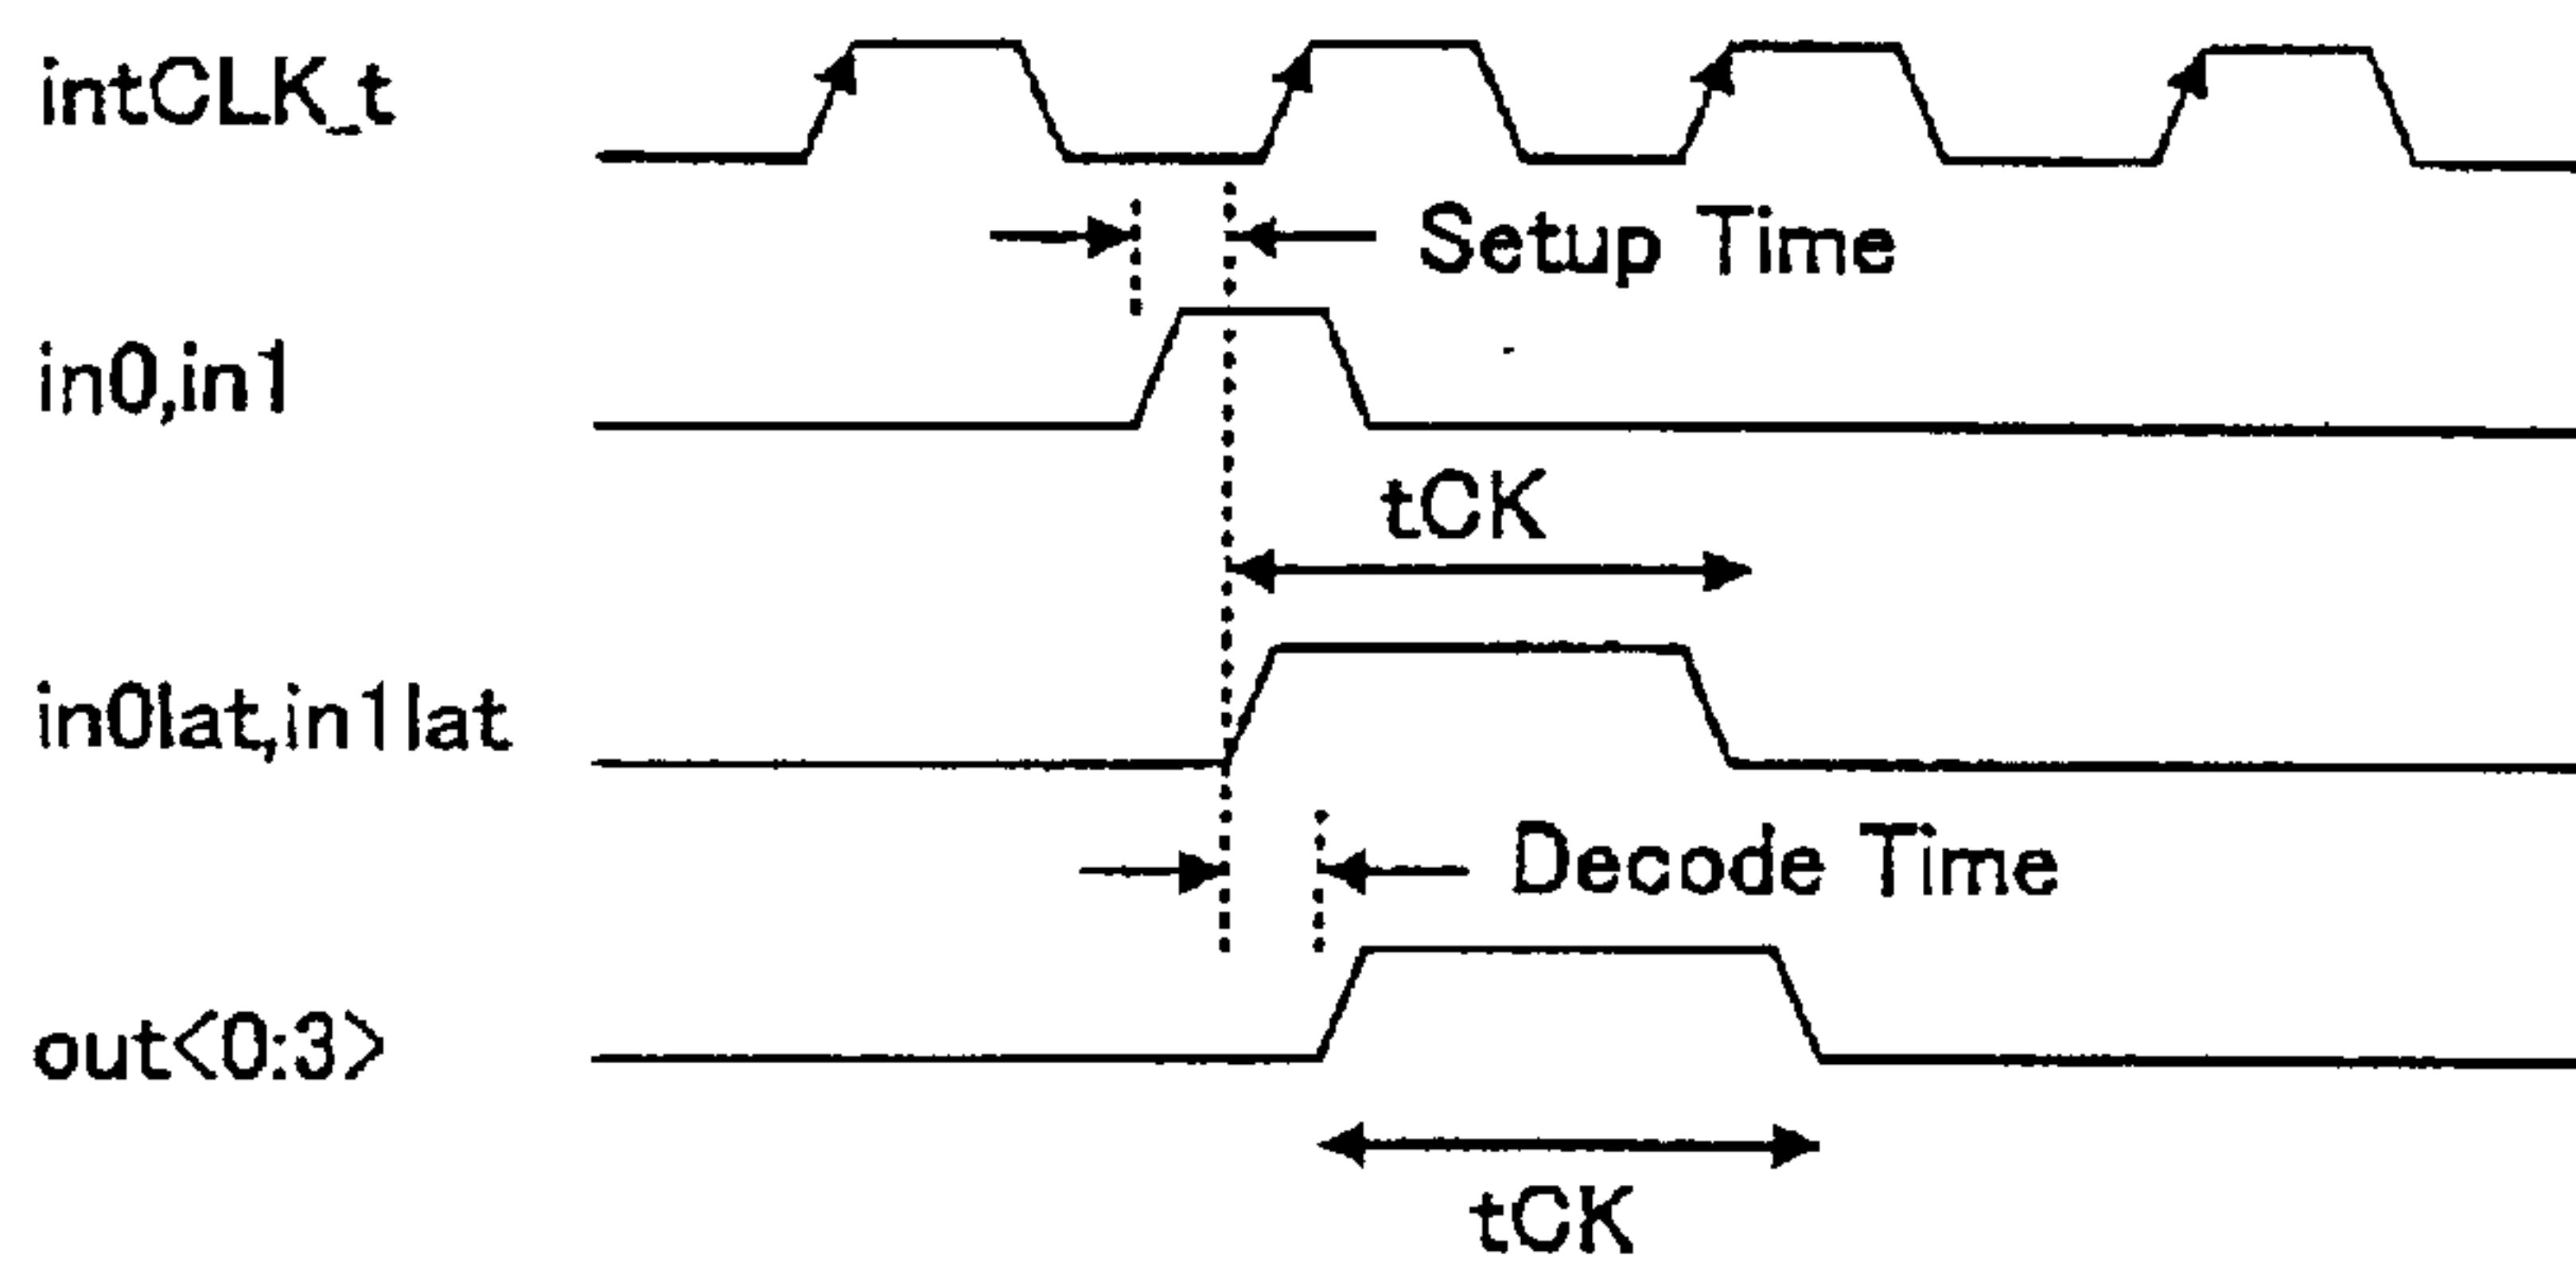 intCLK_t
Setup Time
in0,in1
tCK
in0lat,in1lat
Decode Time
out<0:3>
tCK